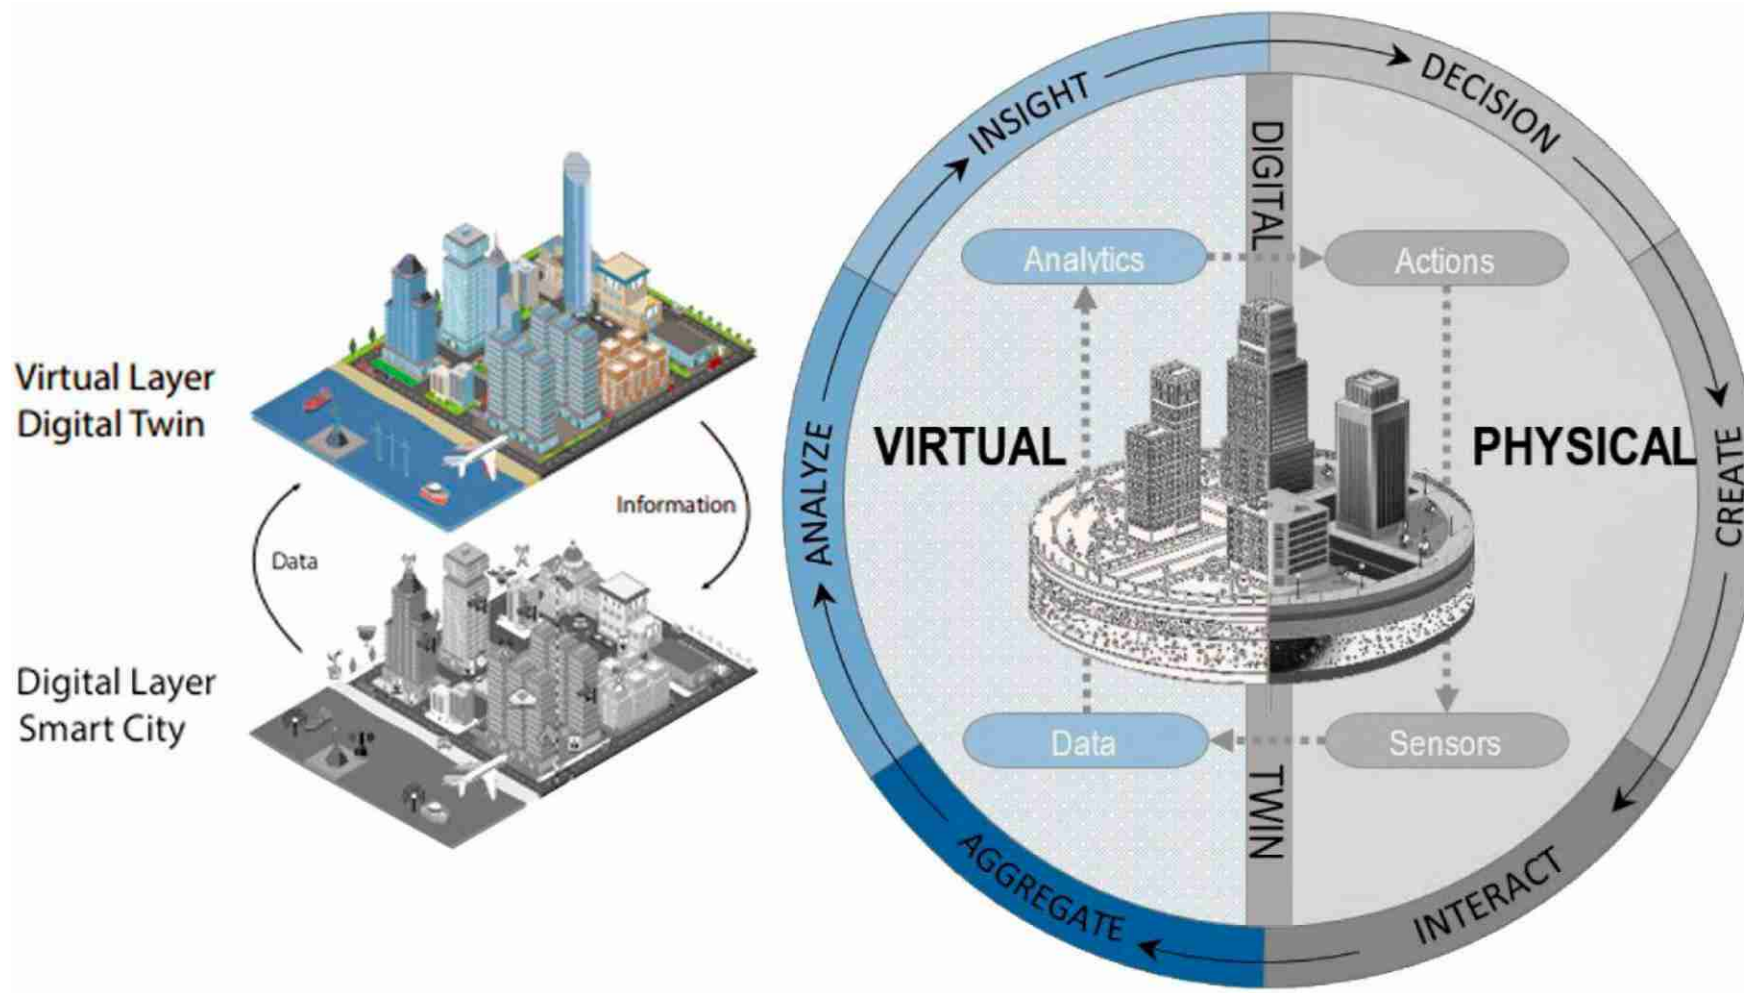 Virtual Layer
Digital Twin
Information
Data
Digital Layer
Smart City
INSIGHT
DECISION
DIGITAL
Analytics
Actions
VIRTUAL
PHYSICAL
ANALYZE
CREATE
Data
Sensors
TWIN
AGGREGATE
INTERACT